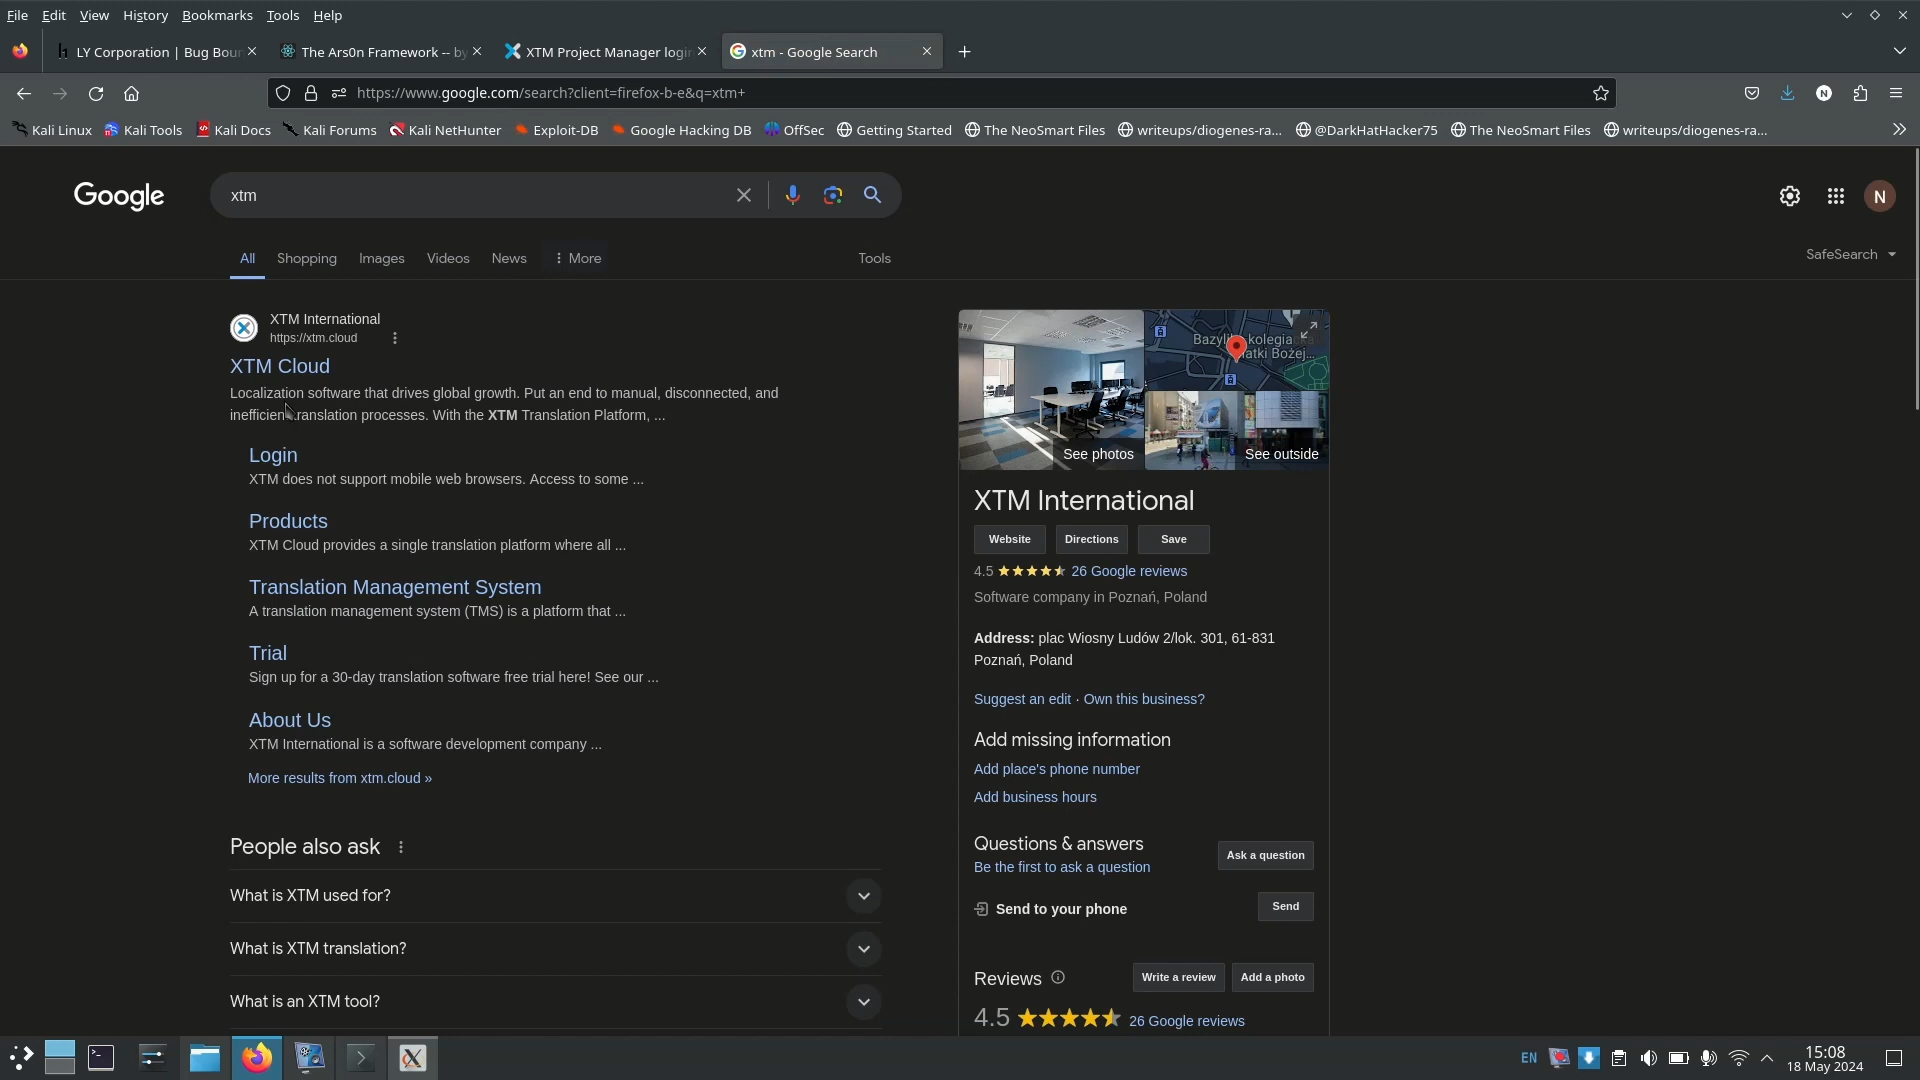 File Edit View History Bookmarks Tools Help
LY Corporation | Bug Bour
The Ars0n Framework -- by
XTM Project Manager login
xtm - Google Search
https://www.google.com/search?client=firefox-b-e&q=xtm+
Kali Linux Kali Tools Kali Docs Kali Forums Kali NetHunter Exploit-DB Google Hacking DB OffSec Getting Started The NeoSmart Files writeups/diogenes-ra... @DarkHatHacker75 The NeoSmart Files writeups/diogenes-ra...
Google
xtm
N
All Shopping Images Videos News More Tools
SafeSearch
XTM International
https://xtm.cloud
XTM Cloud
Localization software that drives global growth. Put an end to manual, disconnected, and
inefficient translation processes. With the XTM Translation Platform, ...
Login
XTM does not support mobile web browsers. Access to some ...
Products
XTM Cloud provides a single translation platform where all ...
Translation Management System
A translation management system (TMS) is a platform that ...
Trial
Sign up for a 30-day translation software free trial here! See our ...
About Us
XTM International is a software development company ...
More results from xtm.cloud »
People also ask
What is XTM used for?
What is XTM translation?
What is an XTM tool?
See photos
See outside
XTM International
Website Directions Save
4.5 26 Google reviews
Software company in Poznań, Poland
Address: plac Wiosny Ludów 2/lok. 301, 61-831
Poznań, Poland
Suggest an edit · Own this business?
Add missing information
Add place's phone number
Add business hours
Questions & answers
Be the first to ask a question
Ask a question
Send to your phone
Send
Reviews
Write a review Add a photo
4.5 26 Google reviews
EN
15:08
18 May 2024